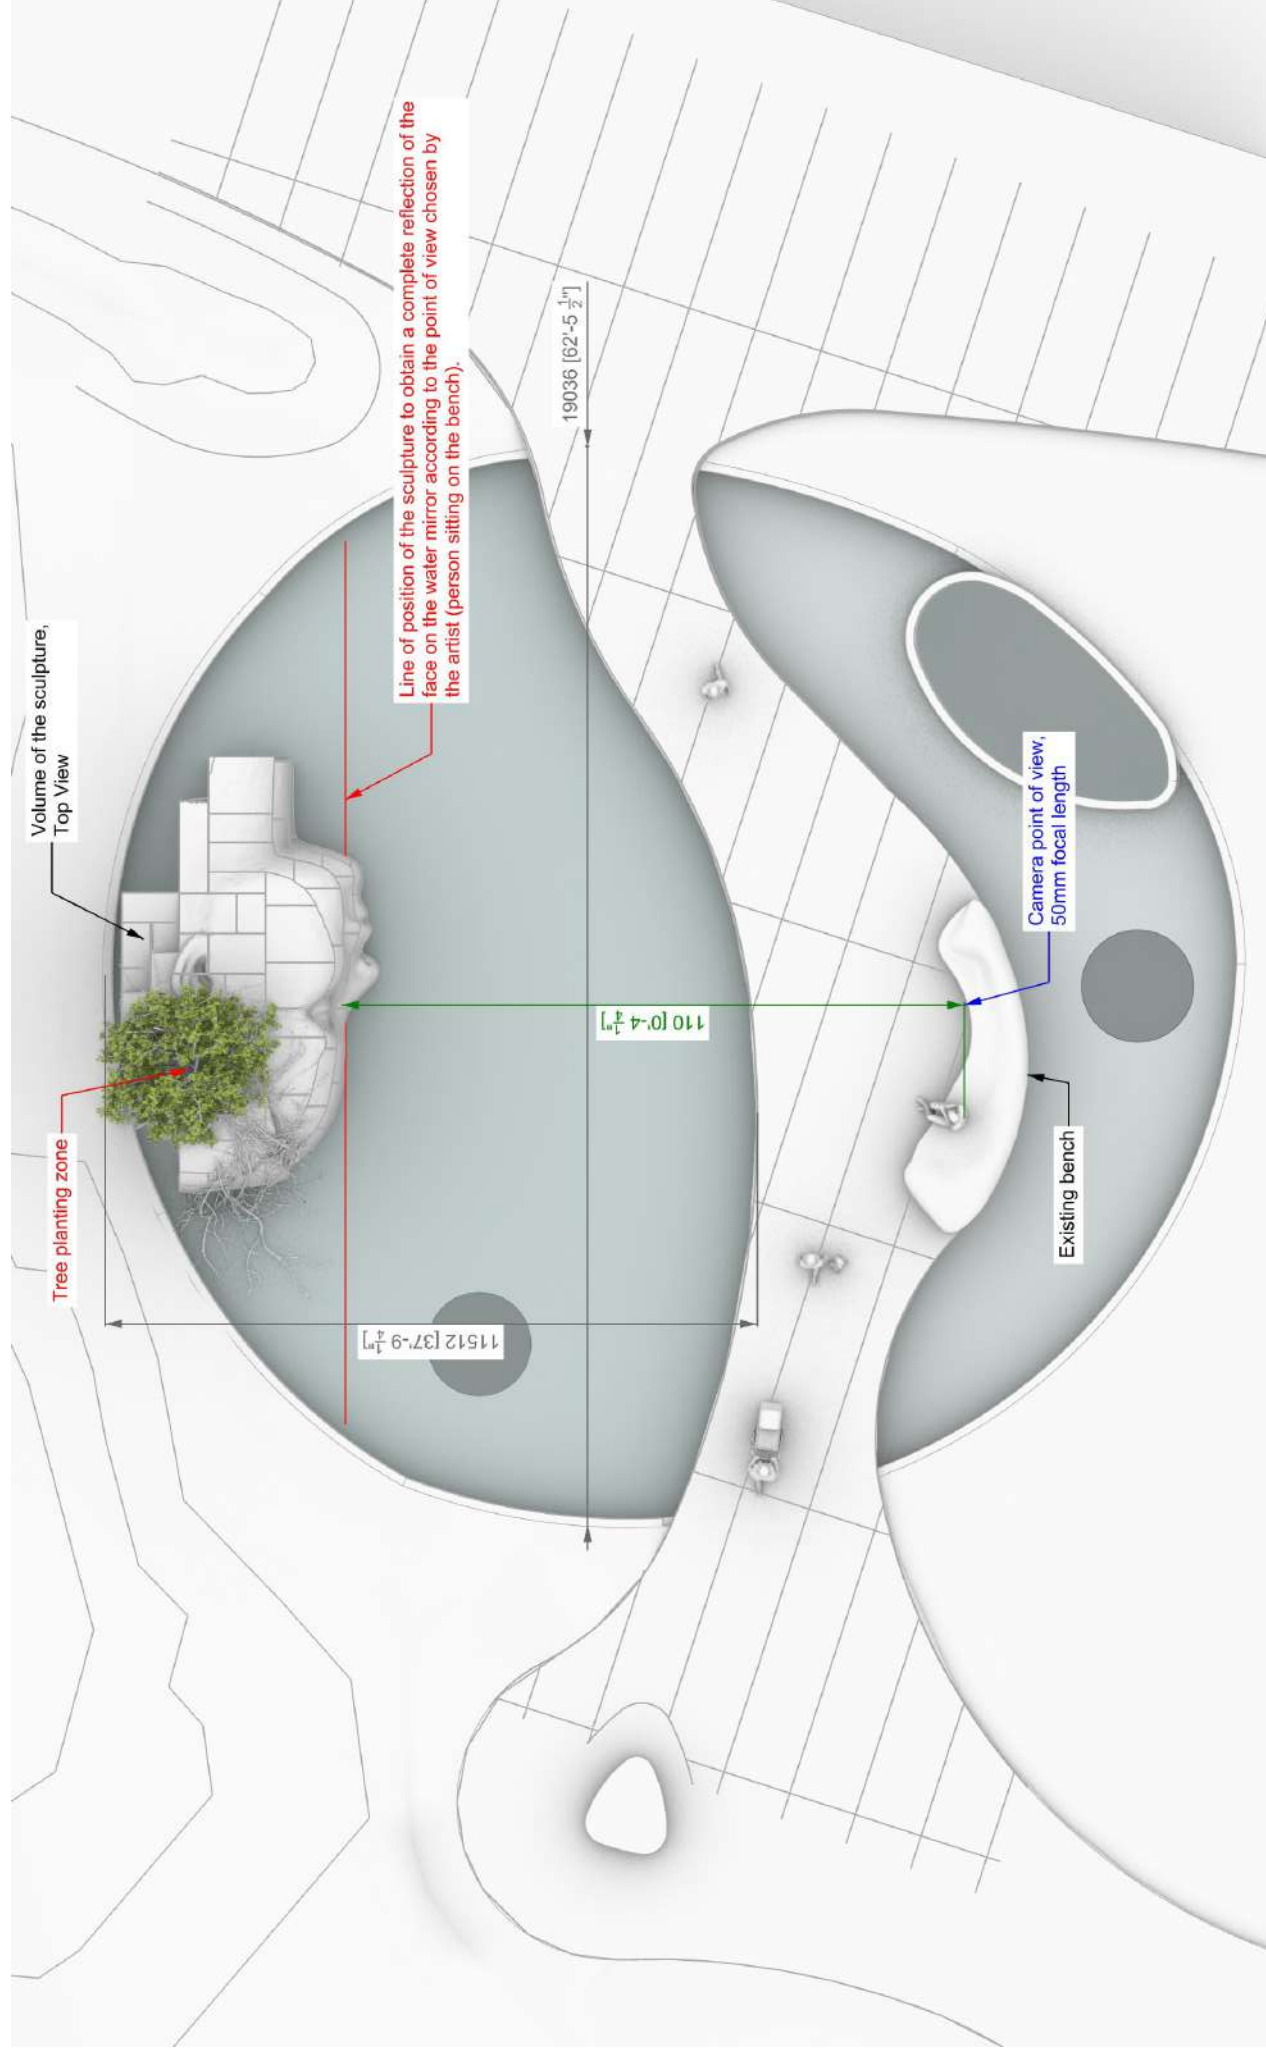 Volume of the sculpture,
Top View
Tree planting zone
Line of position of the sculpture to obtain a complete reflection of the
face on the water mirror according to the point of view chosen by
the artist (person sitting on the bench).
19036 [62'-5 1/2"]
11512 [37'-9 1/4"]
110 [0'-4 1/4"]
Camera point of view,
50mm focal length
Existing bench